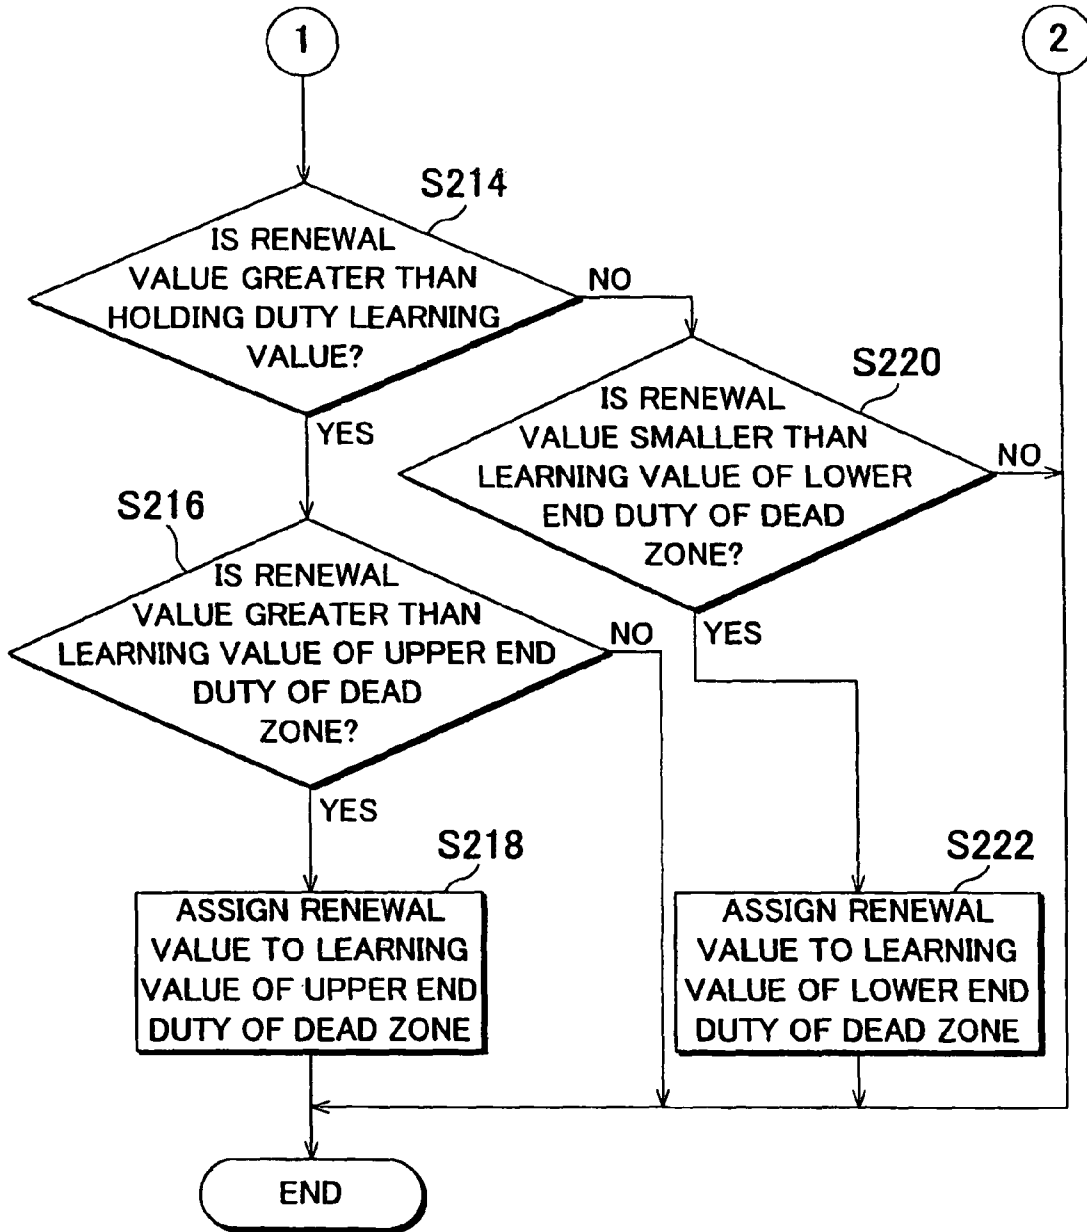 1
2
S214
IS RENEWAL
VALUE GREATER THAN
HOLDING DUTY LEARNING
VALUE?
NO
YES
S220
IS RENEWAL
VALUE SMALLER THAN
LEARNING VALUE OF LOWER
END DUTY OF DEAD
ZONE?
NO
YES
S216
IS RENEWAL
VALUE GREATER THAN
LEARNING VALUE OF UPPER END
DUTY OF DEAD
ZONE?
NO
YES
S218
ASSIGN RENEWAL
VALUE TO LEARNING
VALUE OF UPPER END
DUTY OF DEAD ZONE
S222
ASSIGN RENEWAL
VALUE TO LEARNING
VALUE OF LOWER END
DUTY OF DEAD ZONE
END